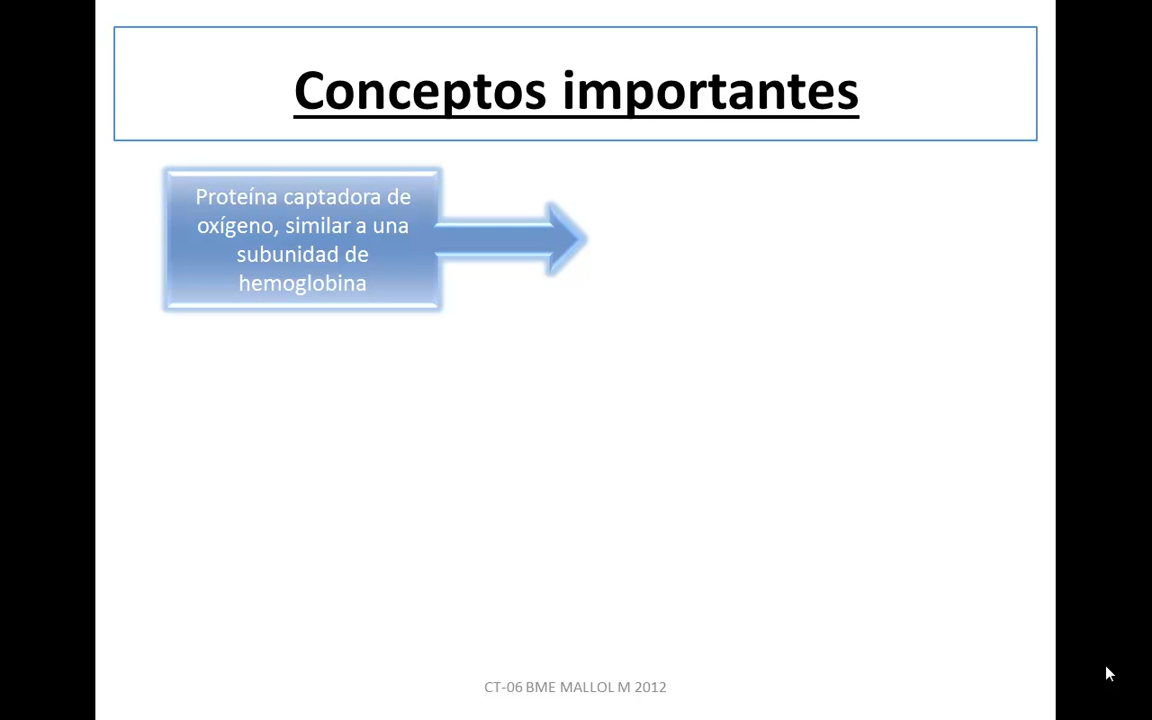 Conceptos importantes
Proteína captadora de
oxígeno, similar a una
subunidad de
hemoglobina
CT-06 BME MALLOL M 2012